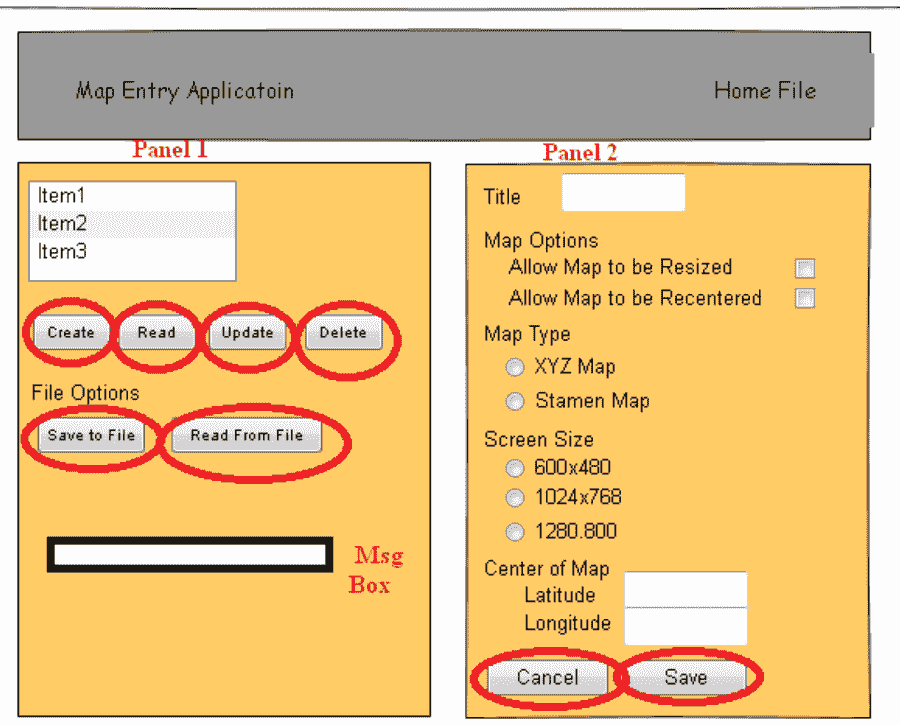 Map Entry Applicatoin
Home File
Panel 1
Item1
Item2
Item3
Create Read Update Delete
File Options
Save to File Read From File
Msg
Box
Panel 2
Title
Map Options
Allow Map to be Resized
Allow Map to be Recentered
Map Type
XYZ Map
Stamen Map
Screen Size
600x480
1024x768
1280.800
Center of Map
Latitude
Longitude
Cancel Save